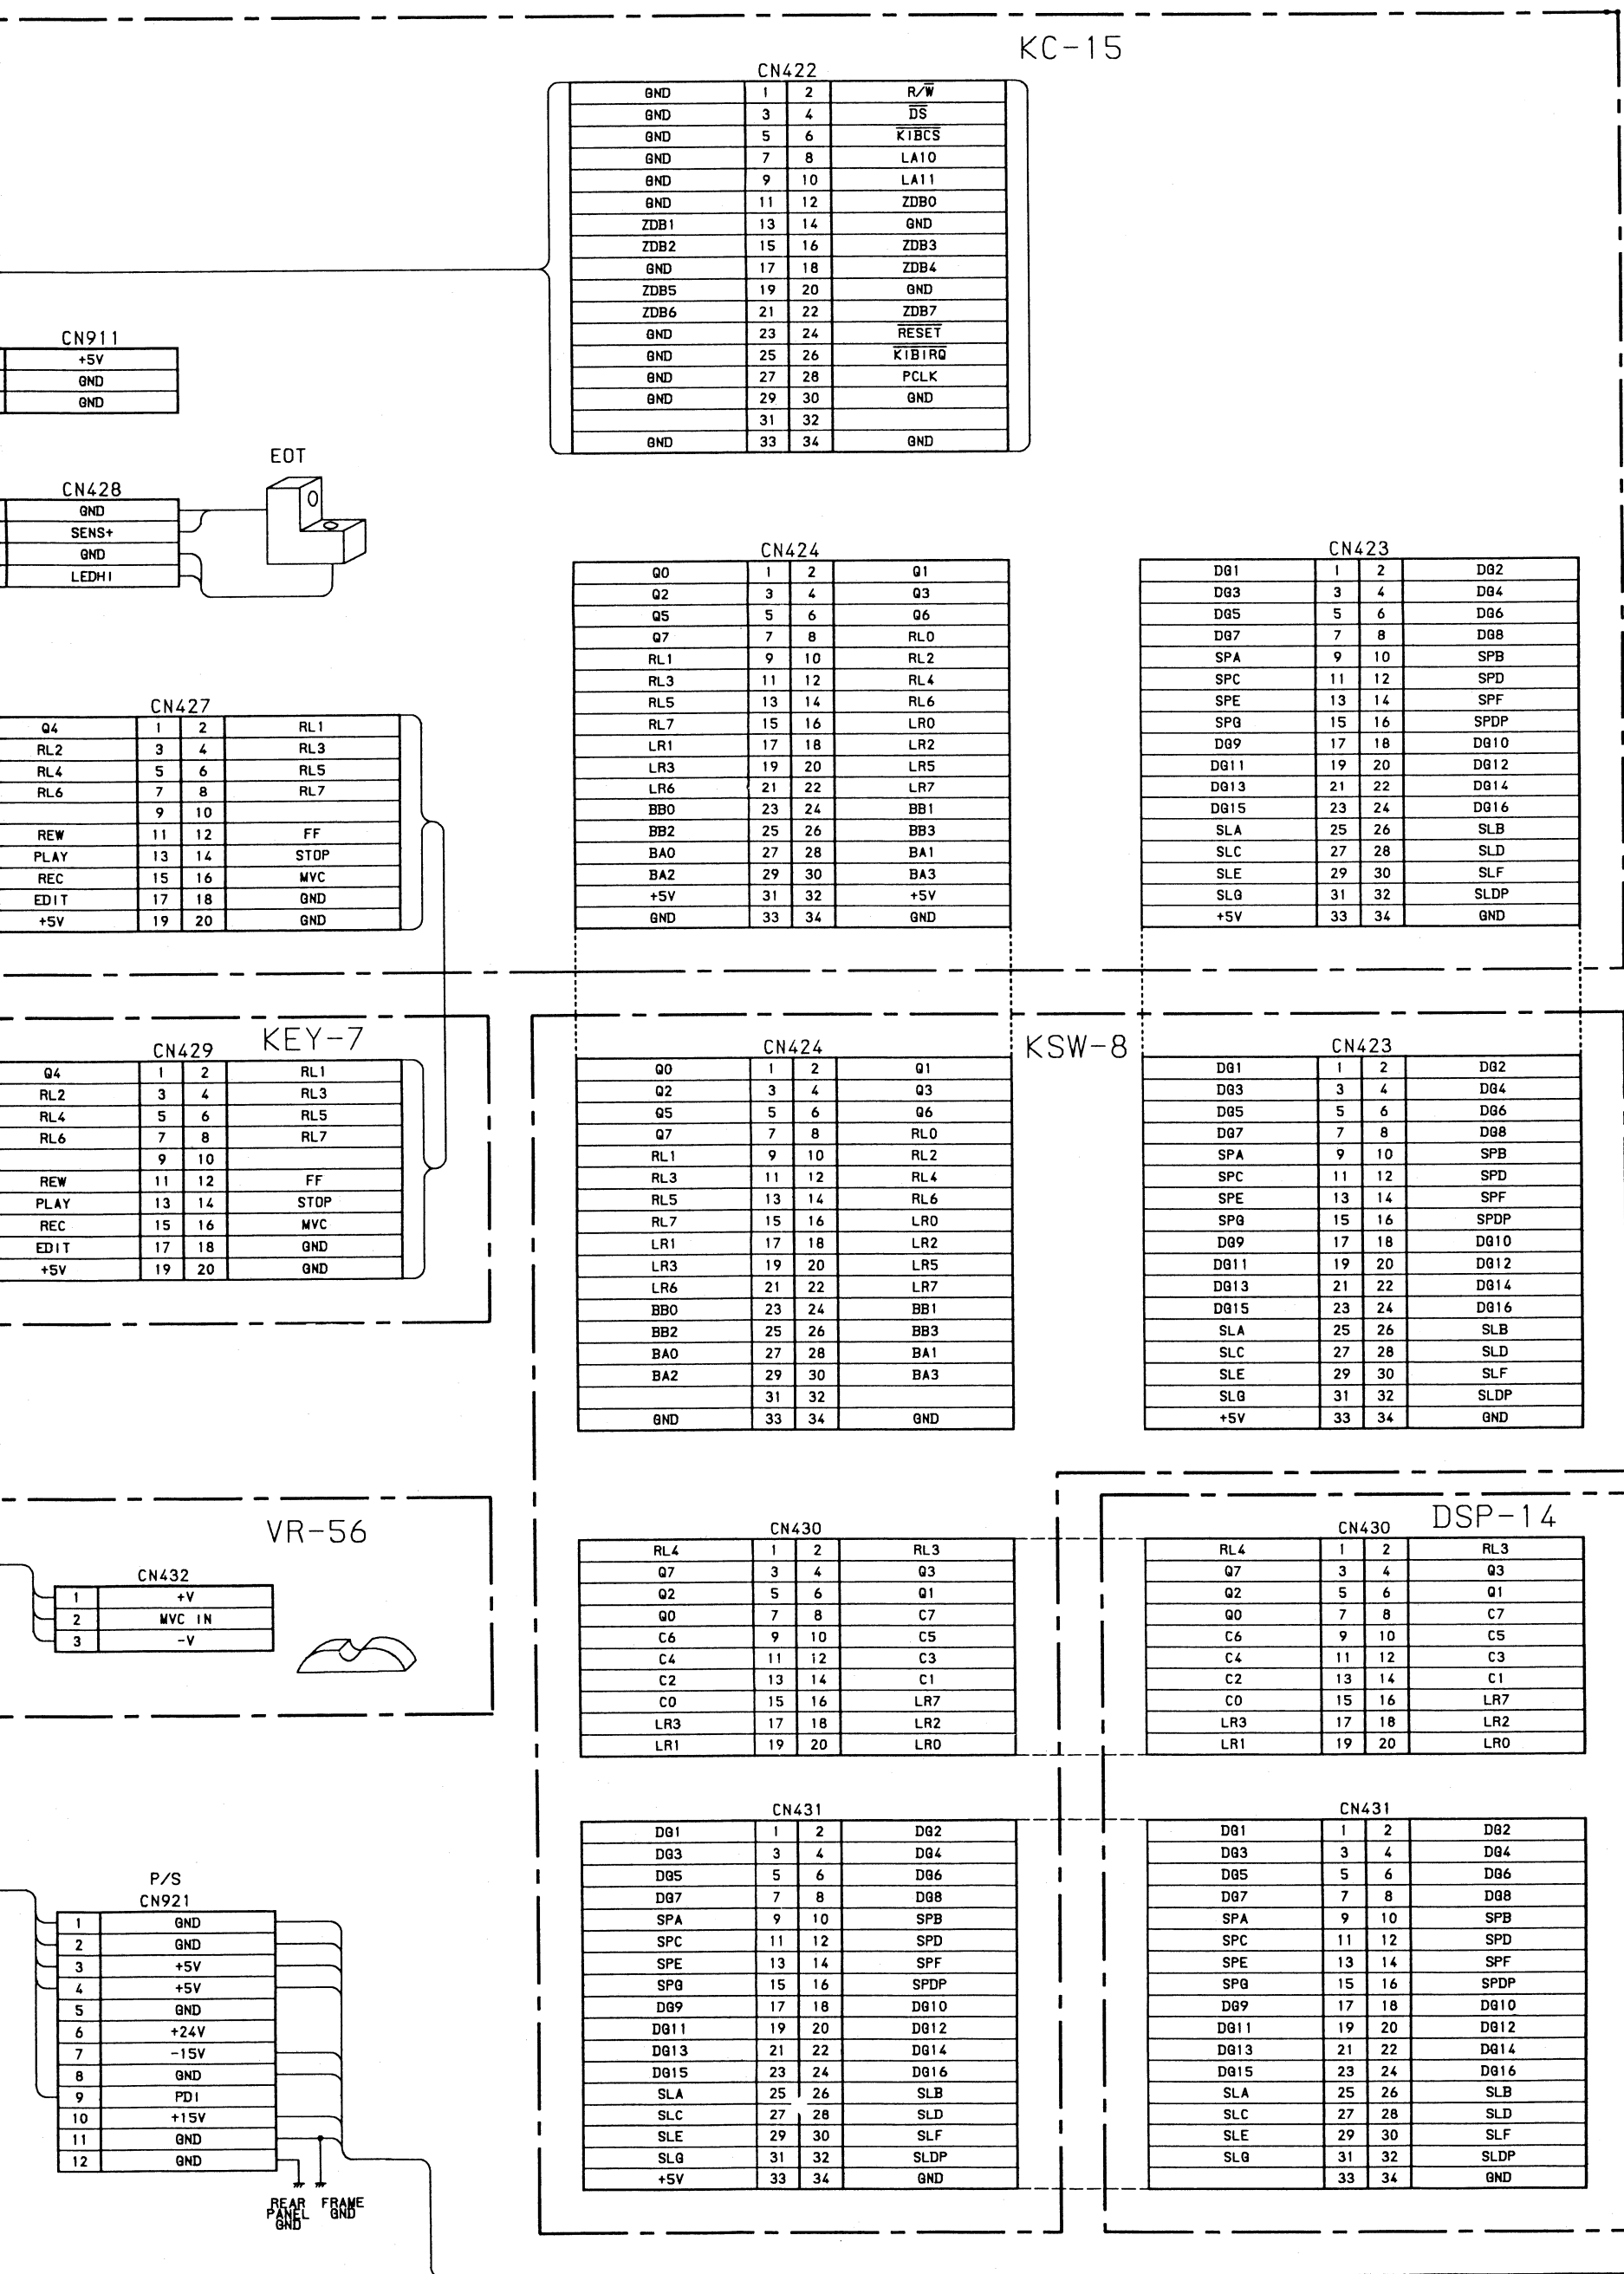 KC-15
CN422
GND 1 2 R/W̅
GND 3 4 D̅S̅
GND 5 6 K̅I̅B̅C̅S̅
GND 7 8 LA10
GND 9 10 LA11
GND 11 12 ZDB0
ZDB1 13 14 GND
ZDB2 15 16 ZDB3
GND 17 18 ZDB4
ZDB5 19 20 GND
ZDB6 21 22 ZDB7
GND 23 24 R̅E̅S̅E̅T̅
GND 25 26 K̅I̅B̅I̅R̅Q̅
GND 27 28 PCLK
GND 29 30 GND
31 32
GND 33 34 GND
CN911
+5V
GND
GND
EOT
CN428
GND
SENS+
GND
LEDHI
CN424
Q0 1 2 Q1
Q2 3 4 Q3
Q5 5 6 Q6
Q7 7 8 RL0
RL1 9 10 RL2
RL3 11 12 RL4
RL5 13 14 RL6
RL7 15 16 LR0
LR1 17 18 LR2
LR3 19 20 LR5
LR6 21 22 LR7
BB0 23 24 BB1
BB2 25 26 BB3
BA0 27 28 BA1
BA2 29 30 BA3
+5V 31 32 +5V
GND 33 34 GND
CN423
DG1 1 2 DG2
DG3 3 4 DG4
DG5 5 6 DG6
DG7 7 8 DG8
SPA 9 10 SPB
SPC 11 12 SPD
SPE 13 14 SPF
SPG 15 16 SPDP
DG9 17 18 DG10
DG11 19 20 DG12
DG13 21 22 DG14
DG15 23 24 DG16
SLA 25 26 SLB
SLC 27 28 SLD
SLE 29 30 SLF
SLG 31 32 SLDP
+5V 33 34 GND
CN427
Q4 1 2 RL1
RL2 3 4 RL3
RL4 5 6 RL5
RL6 7 8 RL7
9 10
REW 11 12 FF
PLAY 13 14 STOP
REC 15 16 MVC
EDIT 17 18 GND
+5V 19 20 GND
KEY-7
CN429
Q4 1 2 RL1
RL2 3 4 RL3
RL4 5 6 RL5
RL6 7 8 RL7
9 10
REW 11 12 FF
PLAY 13 14 STOP
REC 15 16 MVC
EDIT 17 18 GND
+5V 19 20 GND
KSW-8
CN424
Q0 1 2 Q1
Q2 3 4 Q3
Q5 5 6 Q6
Q7 7 8 RL0
RL1 9 10 RL2
RL3 11 12 RL4
RL5 13 14 RL6
RL7 15 16 LR0
LR1 17 18 LR2
LR3 19 20 LR5
LR6 21 22 LR7
BB0 23 24 BB1
BB2 25 26 BB3
BA0 27 28 BA1
BA2 29 30 BA3
31 32
GND 33 34 GND
CN423
DG1 1 2 DG2
DG3 3 4 DG4
DG5 5 6 DG6
DG7 7 8 DG8
SPA 9 10 SPB
SPC 11 12 SPD
SPE 13 14 SPF
SPG 15 16 SPDP
DG9 17 18 DG10
DG11 19 20 DG12
DG13 21 22 DG14
DG15 23 24 DG16
SLA 25 26 SLB
SLC 27 28 SLD
SLE 29 30 SLF
SLG 31 32 SLDP
+5V 33 34 GND
VR-56
CN432
1 +V
2 MVC IN
3 -V
CN430
RL4 1 2 RL3
Q7 3 4 Q3
Q2 5 6 Q1
Q0 7 8 C7
C6 9 10 C5
C4 11 12 C3
C2 13 14 C1
C0 15 16 LR7
LR3 17 18 LR2
LR1 19 20 LR0
DSP-14
CN430
RL4 1 2 RL3
Q7 3 4 Q3
Q2 5 6 Q1
Q0 7 8 C7
C6 9 10 C5
C4 11 12 C3
C2 13 14 C1
C0 15 16 LR7
LR3 17 18 LR2
LR1 19 20 LR0
P/S
CN921
1 GND
2 GND
3 +5V
4 +5V
5 GND
6 +24V
7 -15V
8 GND
9 PDI
10 +15V
11 GND
12 GND
REAR PANEL GND
FRAME GND
CN431
DG1 1 2 DG2
DG3 3 4 DG4
DG5 5 6 DG6
DG7 7 8 DG8
SPA 9 10 SPB
SPC 11 12 SPD
SPE 13 14 SPF
SPG 15 16 SPDP
DG9 17 18 DG10
DG11 19 20 DG12
DG13 21 22 DG14
DG15 23 24 DG16
SLA 25 26 SLB
SLC 27 28 SLD
SLE 29 30 SLF
SLG 31 32 SLDP
+5V 33 34 GND
CN431
DG1 1 2 DG2
DG3 3 4 DG4
DG5 5 6 DG6
DG7 7 8 DG8
SPA 9 10 SPB
SPC 11 12 SPD
SPE 13 14 SPF
SPG 15 16 SPDP
DG9 17 18 DG10
DG11 19 20 DG12
DG13 21 22 DG14
DG15 23 24 DG16
SLA 25 26 SLB
SLC 27 28 SLD
SLE 29 30 SLF
SLG 31 32 SLDP
33 34 GND